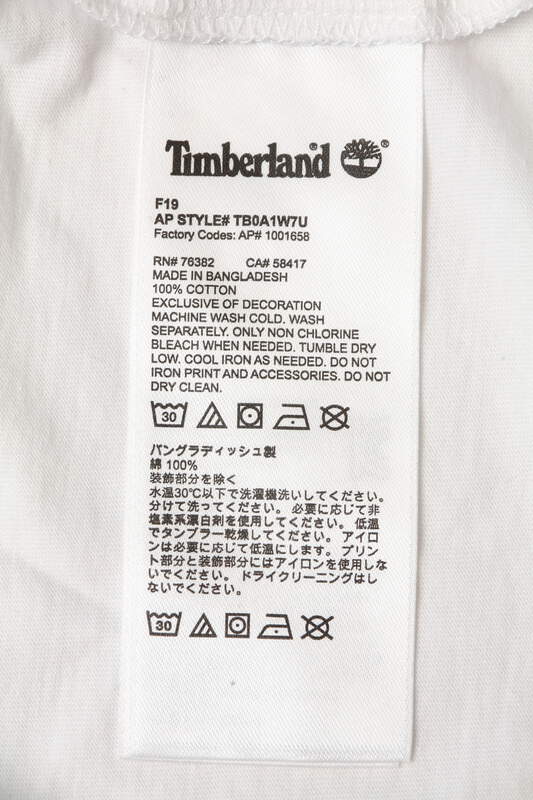 Timberland®
®
F19
AP STYLE# TB0A1W7U
Factory Codes: AP# 1001658
RN# 76382 CA# 58417
MADE IN BANGLADESH
100% COTTON
EXCLUSIVE OF DECORATION
MACHINE WASH COLD. WASH
SEPARATELY. ONLY NON CHLORINE
BLEACH WHEN NEEDED. TUMBLE DRY
LOW. COOL IRON AS NEEDED. DO NOT
IRON PRINT AND ACCESSORIES. DO NOT
DRY CLEAN.
30
バングラディッシュ製
綿 100%
装飾部分を除く
水温30℃以下で洗濯機洗いしてください。
分けて洗ってください。 必要に応じて非
塩素系漂白剤を使用してください。 低温
でタンブラー乾燥してください。 アイロ
ンは必要に応じて低温にします。 プリン
ト部分と装飾部分にはアイロンを使用しな
いでください。 ドライクリーニングはし
ないでください。
30